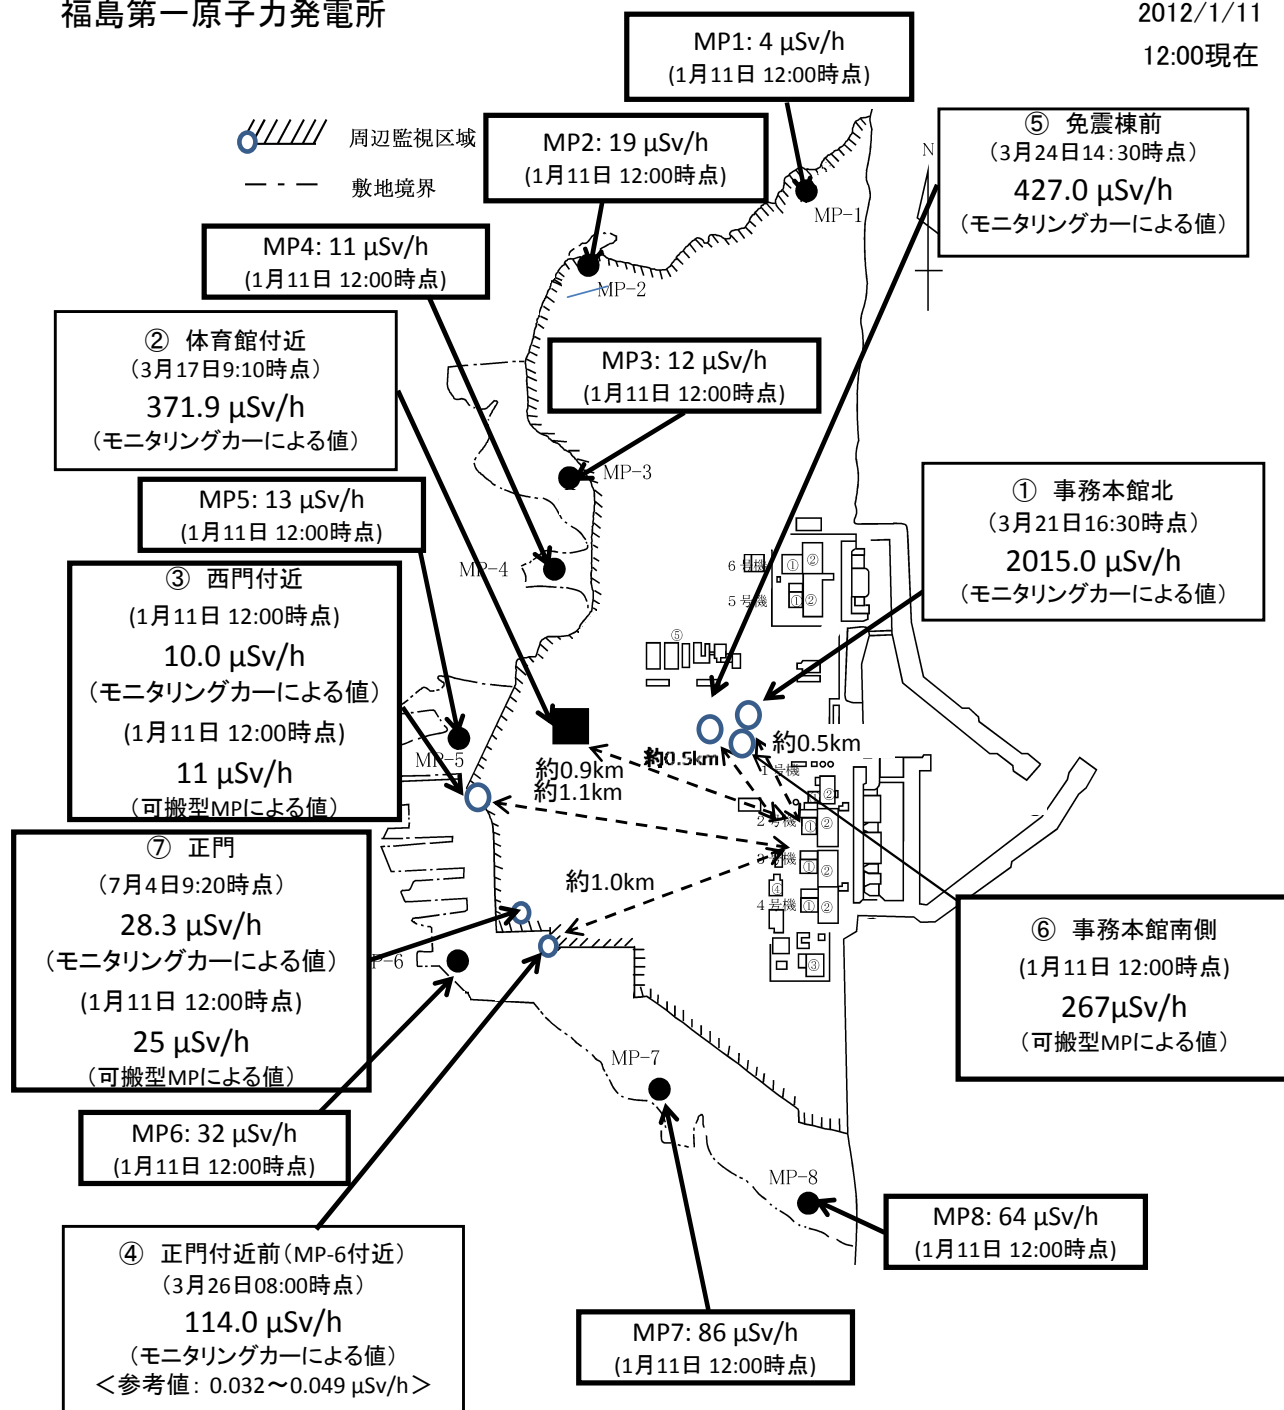 福島第一原子力発電所
2012/1/11
12:00現在
周辺監視区域
敷地境界
N
MP1: 4 μSv/h
(1月11日 12:00時点)
MP2: 19 μSv/h
(1月11日 12:00時点)
⑤ 免震棟前
(3月24日14:30時点)
427.0 μSv/h
(モニタリングカーによる値)
MP-1
MP4: 11 μSv/h
(1月11日 12:00時点)
MP-2
② 体育館付近
(3月17日9:10時点)
371.9 μSv/h
(モニタリングカーによる値)
MP3: 12 μSv/h
(1月11日 12:00時点)
MP-3
MP5: 13 μSv/h
(1月11日 12:00時点)
① 事務本館北
(3月21日16:30時点)
2015.0 μSv/h
(モニタリングカーによる値)
MP-4
6号機
① ②
5号機
① ②
⑤
③ 西門付近
(1月11日 12:00時点)
10.0 μSv/h
(モニタリングカーによる値)
(1月11日 12:00時点)
11 μSv/h
(可搬型MPによる値)
MP-5
約0.9km
約1.1km
約0.5km
約0.5km
1号機
① ②
2号機
① ②
3号機
① ②
④
4号機
① ②
③
約1.0km
⑦ 正門
(7月4日9:20時点)
28.3 μSv/h
(モニタリングカーによる値)
(1月11日 12:00時点)
25 μSv/h
(可搬型MPによる値)
P-6
⑥ 事務本館南側
(1月11日 12:00時点)
267μSv/h
(可搬型MPによる値)
MP-7
MP6: 32 μSv/h
(1月11日 12:00時点)
MP-8
MP8: 64 μSv/h
(1月11日 12:00時点)
④ 正門付近前(MP-6付近)
(3月26日08:00時点)
114.0 μSv/h
(モニタリングカーによる値)
＜参考値: 0.032～0.049 μSv/h＞
MP7: 86 μSv/h
(1月11日 12:00時点)